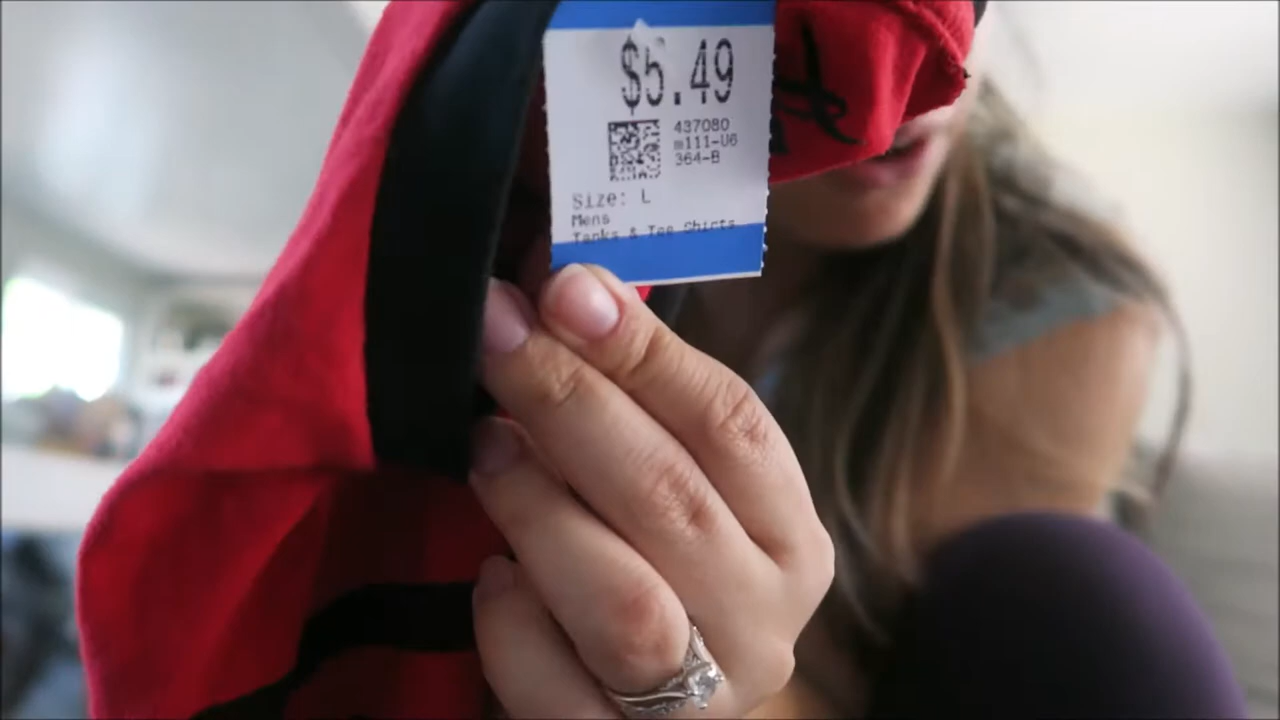 $5.49
437080
m111-U6
364-B
Size: L
Mens
Tanks & Tee Shirts